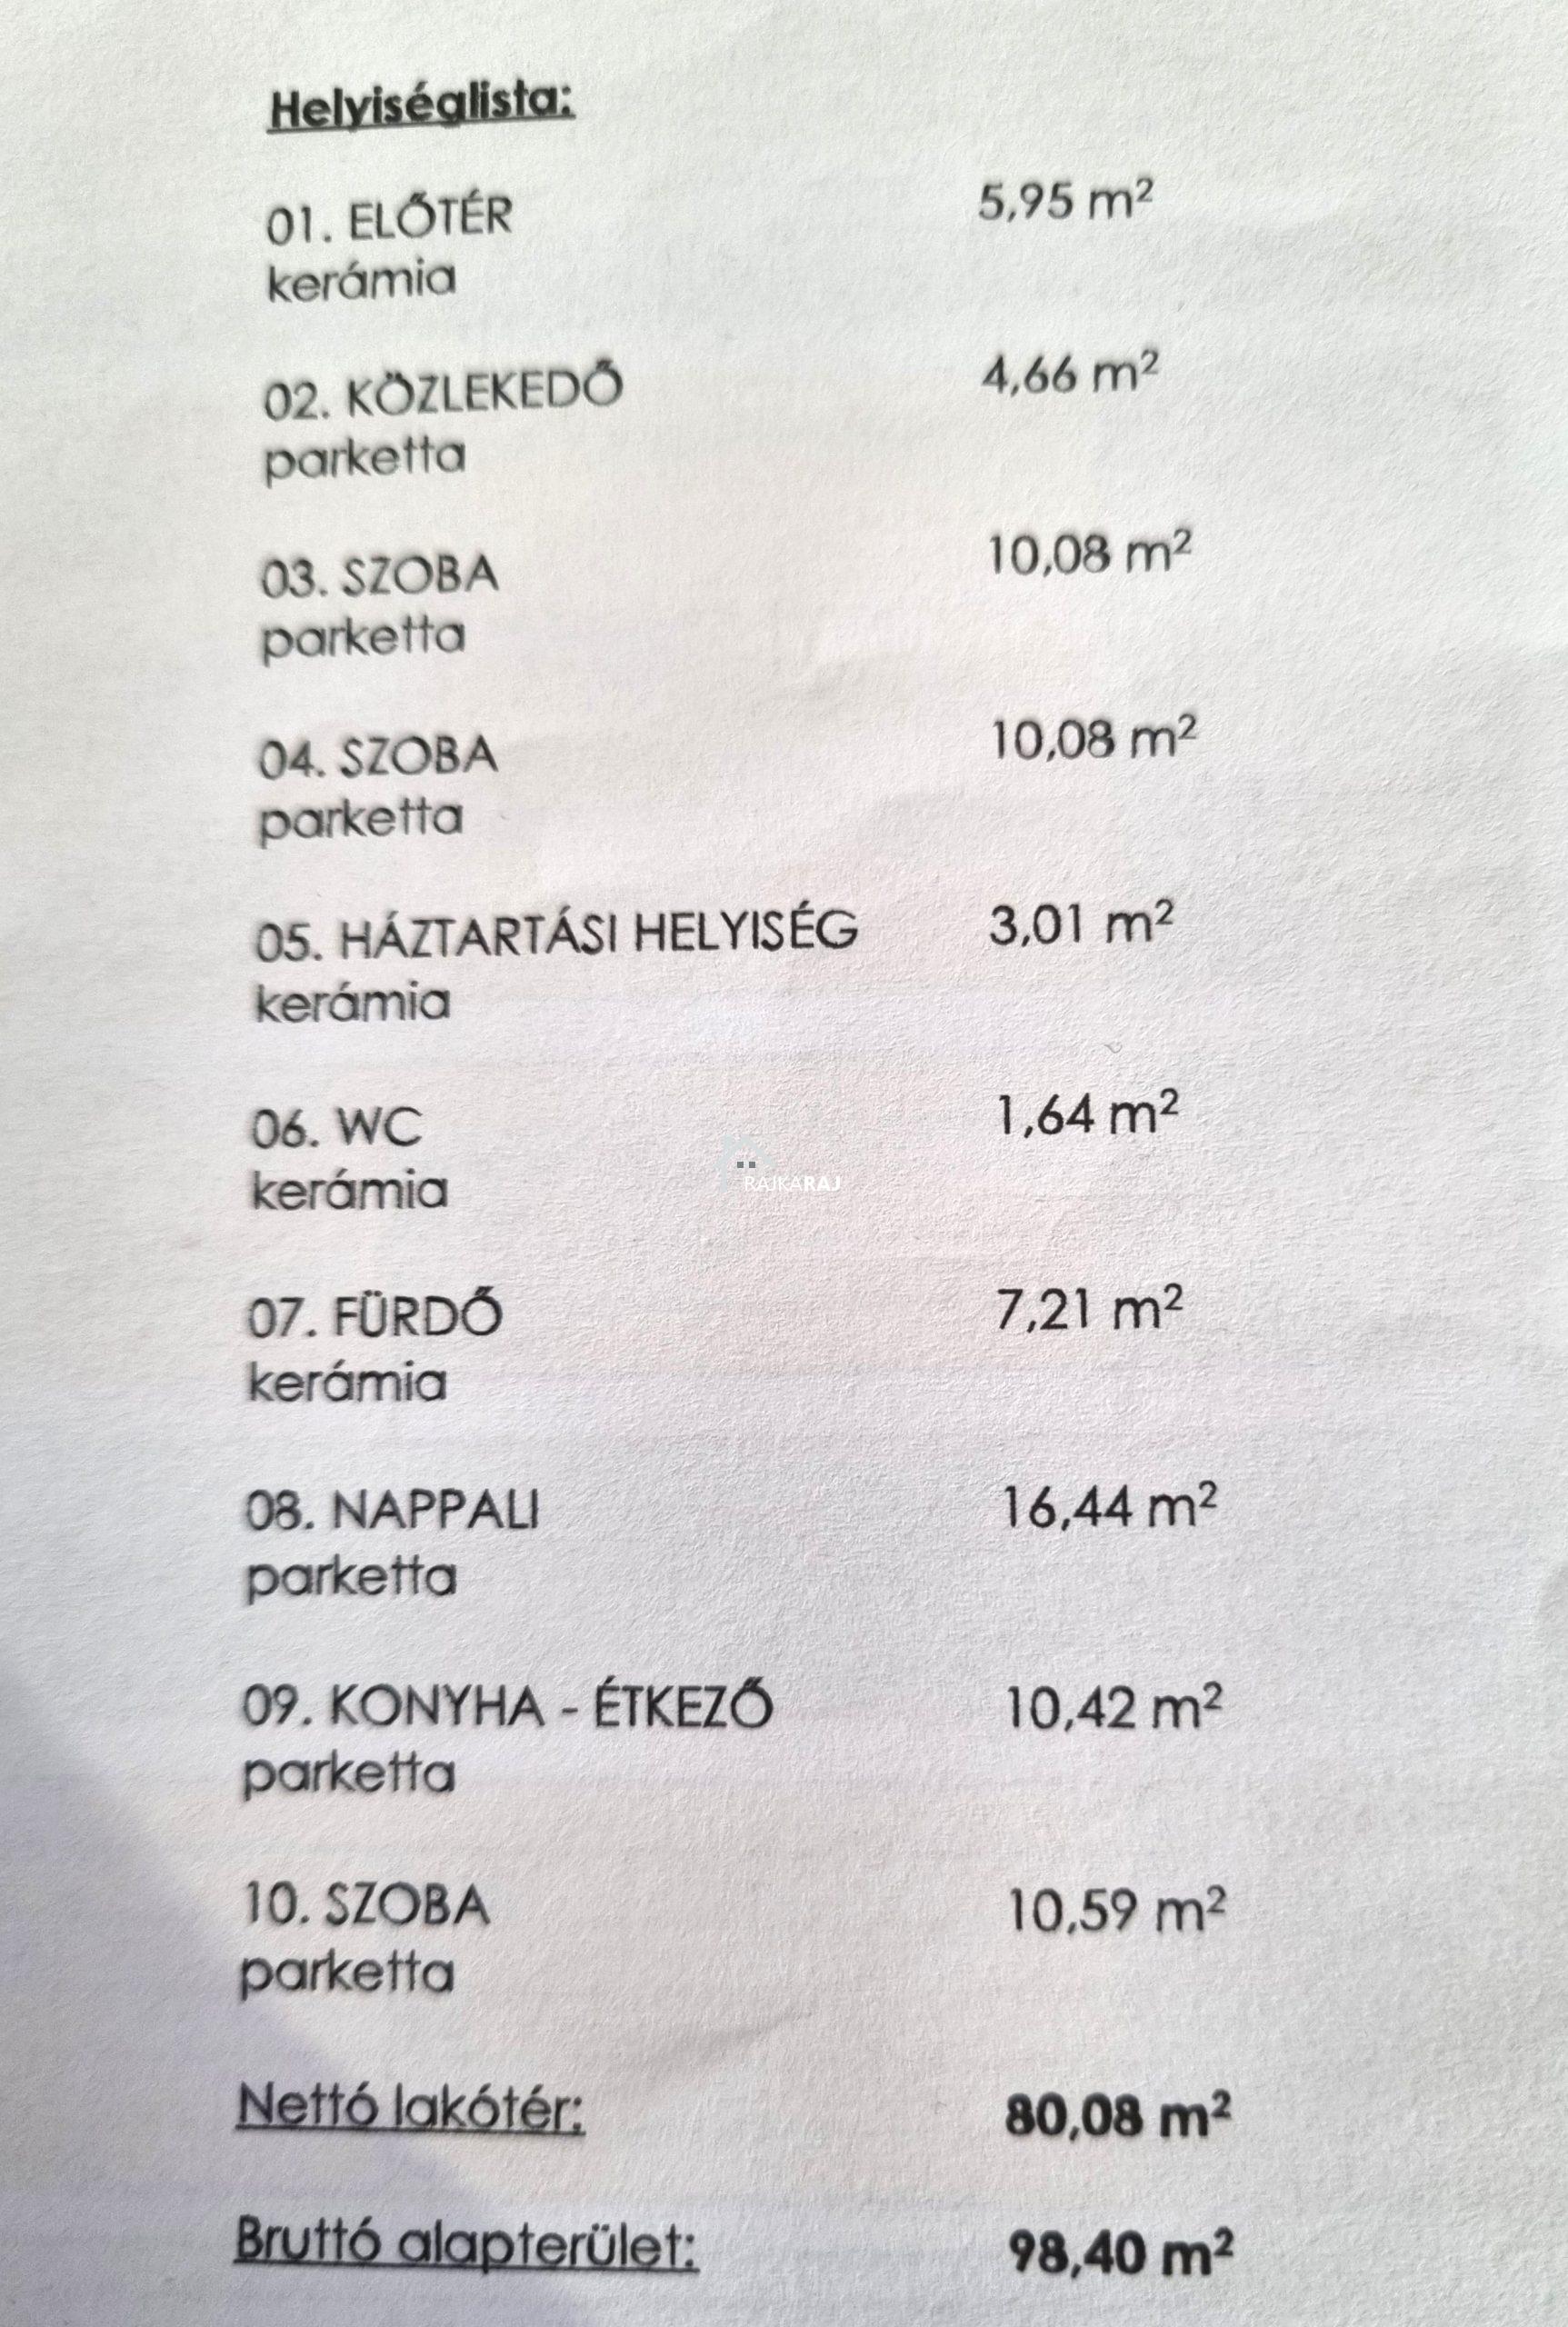 Helyiséglista:
01. ELŐTÉR 5,95 m²
kerámia
02. KÖZLEKEDŐ 4,66 m²
parketta
03. SZOBA 10,08 m²
parketta
04. SZOBA 10,08 m²
parketta
05. HÁZTARTÁSI HELYISÉG 3,01 m²
kerámia
06. WC 1,64 m²
kerámia
RAJKARAJ
07. FÜRDŐ 7,21 m²
kerámia
08. NAPPALI 16,44 m²
parketta
09. KONYHA - ÉTKEZŐ 10,42 m²
parketta
10. SZOBA 10,59 m²
parketta
Nettó lakótér: 80,08 m²
Bruttó alapterület: 98,40 m²